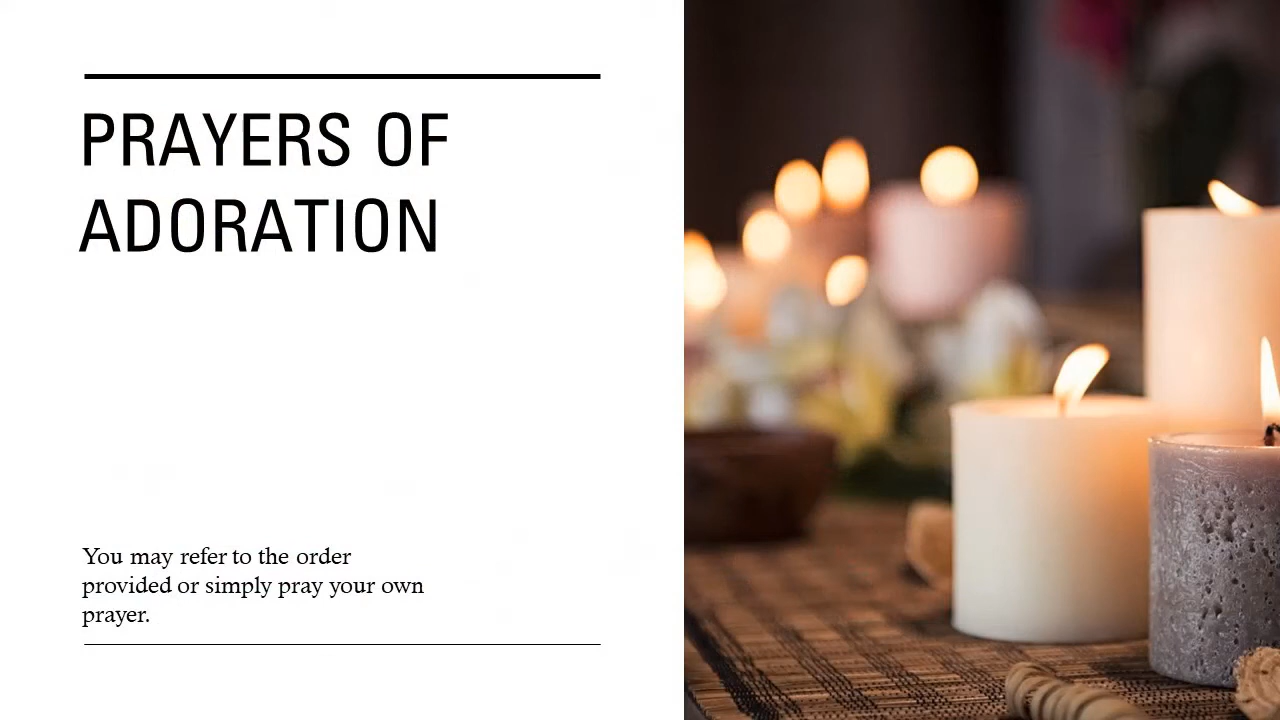 PRAYERS OF
ADORATION
You may refer to the order
provided or simply pray your own
prayer.